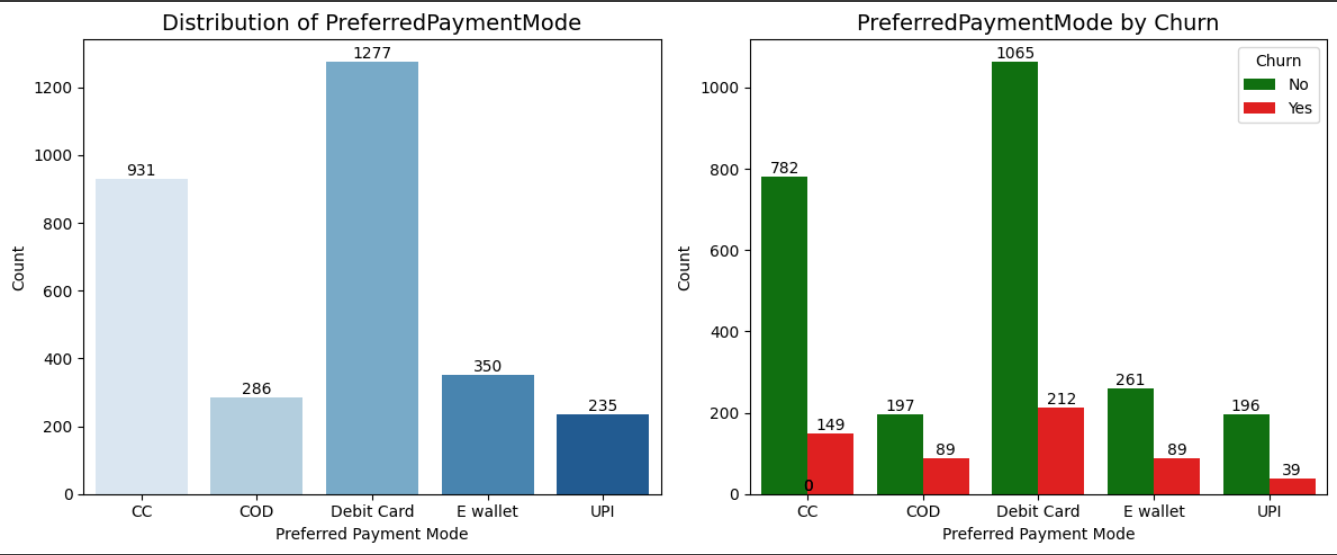 Distribution of PreferredPaymentMode
1277
1200
1000
931
800
600
400
350
286
235
200
0
Count
CC COD Debit Card E wallet UPI
Preferred Payment Mode
PreferredPaymentMode by Churn
Churn
No
Yes
1065
1000
800
782
600
400
261
212
197
196
200
149
89
89
39
0
0
Count
CC COD Debit Card E wallet UPI
Preferred Payment Mode